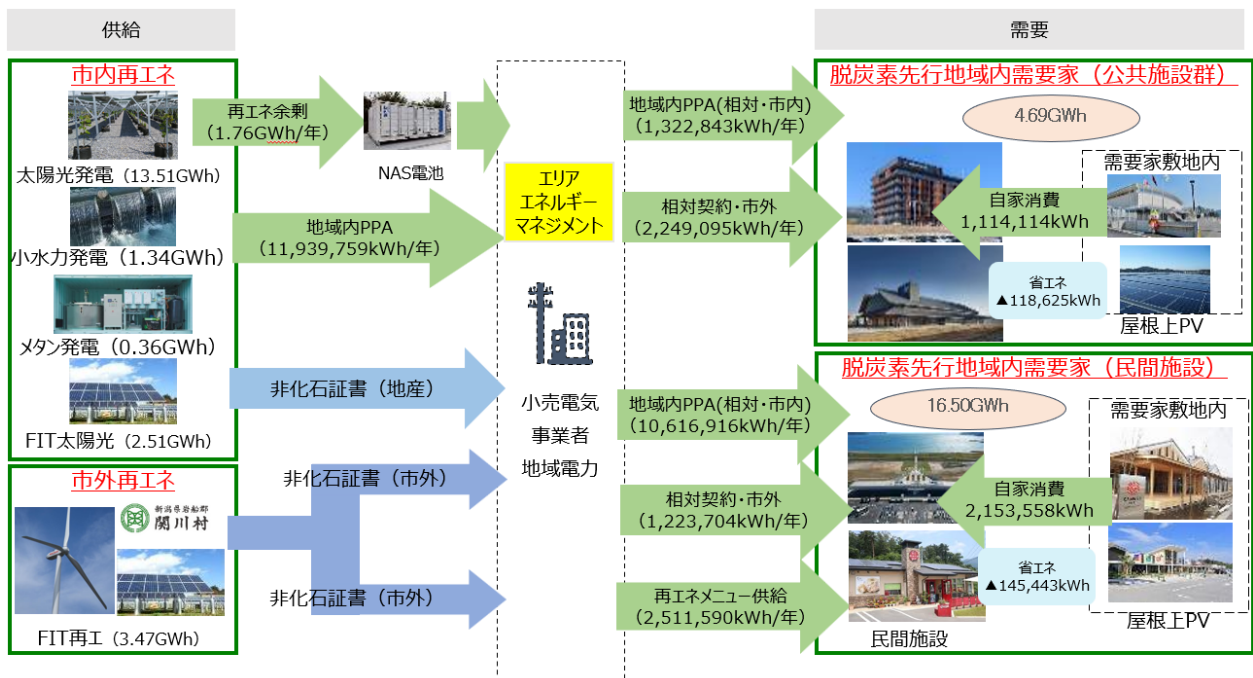 供給
需要
市内再エネ
太陽光発電（13.51GWh）
小水力発電（1.34GWh）
メタン発電（0.36GWh）
FIT太陽光（2.51GWh）
市外再エネ
新潟県岩船郡
関川村
FIT再エ（3.47GWh）
再エネ余剰
（1.76GWh/年）
NAS電池
地域内PPA
（11,939,759kWh/年）
非化石証書（地産）
非化石証書（市外）
非化石証書（市外）
エリア
エネルギー
マネジメント
小売電気
事業者
地域電力
地域内PPA(相対・市内)
（1,322,843kWh/年）
相対契約・市外
（2,249,095kWh/年）
地域内PPA(相対・市内)
（10,616,916kWh/年）
相対契約・市外
（1,223,704kWh/年）
再エネメニュー供給
（2,511,590kWh/年）
脱炭素先行地域内需要家（公共施設群）
4.69GWh
需要家敷地内
自家消費
1,114,114kWh
省エネ
▲118,625kWh
屋根上PV
脱炭素先行地域内需要家（民間施設）
16.50GWh
需要家敷地内
自家消費
2,153,558kWh
省エネ
▲145,443kWh
屋根上PV
民間施設